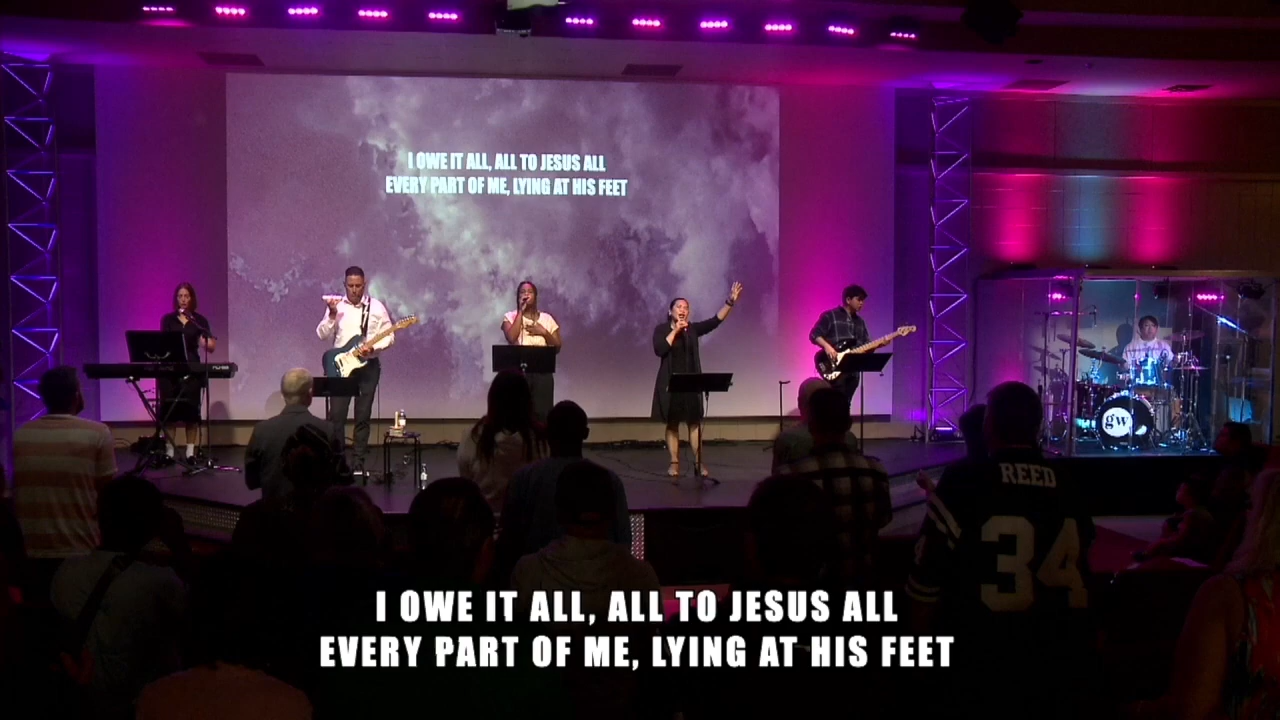 I OWE IT ALL, ALL TO JESUS ALL
EVERY PART OF ME, LYING AT HIS FEET
gw
REED
34
I OWE IT ALL, ALL TO JESUS ALL
EVERY PART OF ME, LYING AT HIS FEET